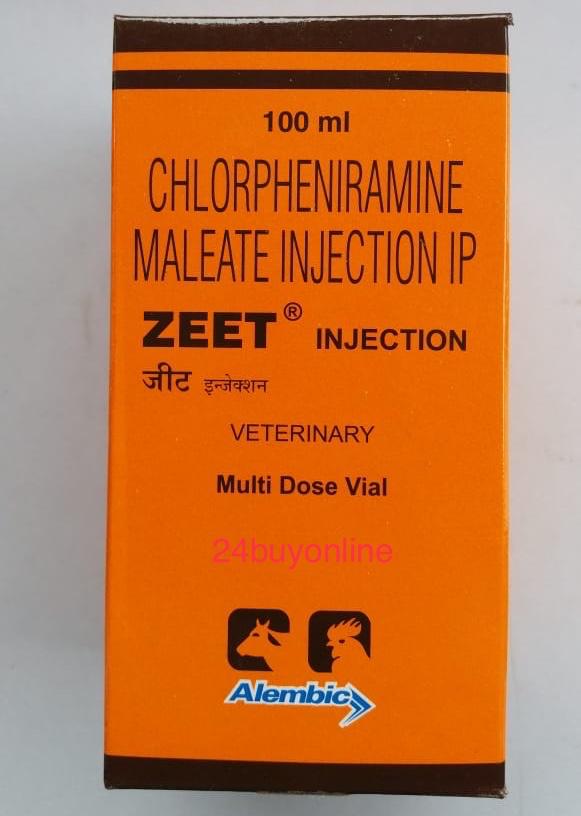 100 ml
CHLORPHENIRAMINE
MALEATE INJECTION IP
ZEET® INJECTION
जीट इन्जेक्शन
VETERINARY
Multi Dose Vial
24buyonline
Alembic